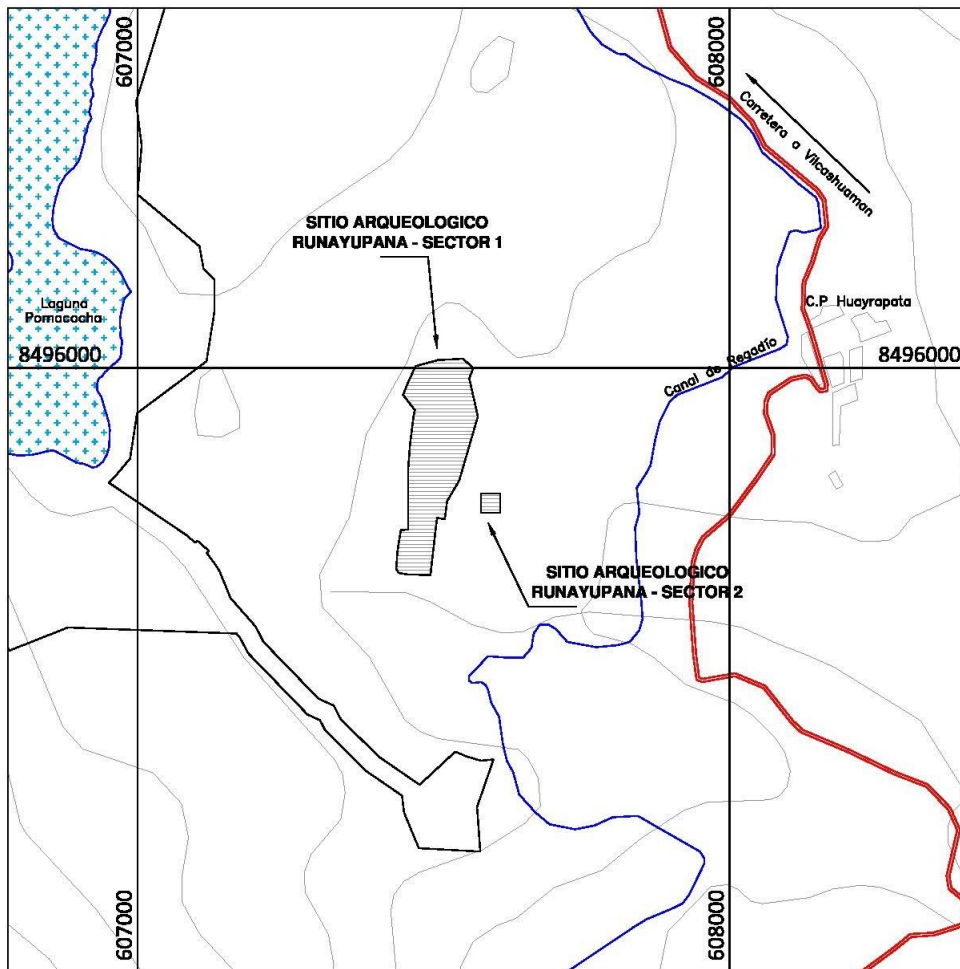 607000
608000
Carretera a Vilcashuaman
SITIO ARQUEOLOGICO
RUNAYUPANA - SECTOR 1
Laguna
Pomacocha
C.P Huayrapata
8496000
8496000
Canal de Regadío
SITIO ARQUEOLOGICO
RUNAYUPANA - SECTOR 2
607000
608000